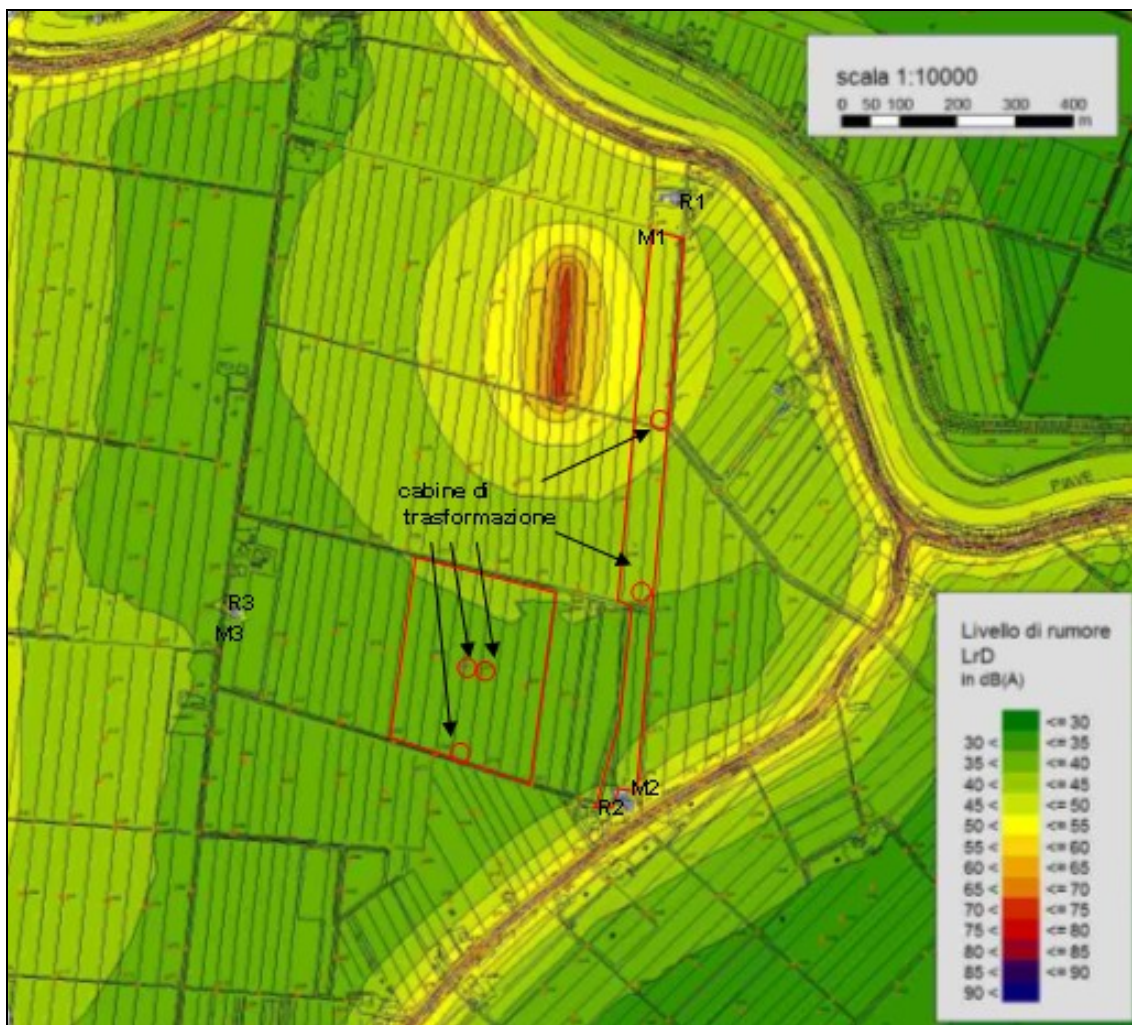 scala 1:10000
0 50 100 200 300 400
m
R1
M1
PIAVE
PIAVE
cabine di
trasformazione
R3
M3
M2
R2
Livello di rumore
LrD
in dB(A)
<= 30
30 < <= 35
35 < <= 40
40 < <= 45
45 < <= 50
50 < <= 55
55 < <= 60
60 < <= 65
65 < <= 70
70 < <= 75
75 < <= 80
80 < <= 85
85 < <= 90
90 <